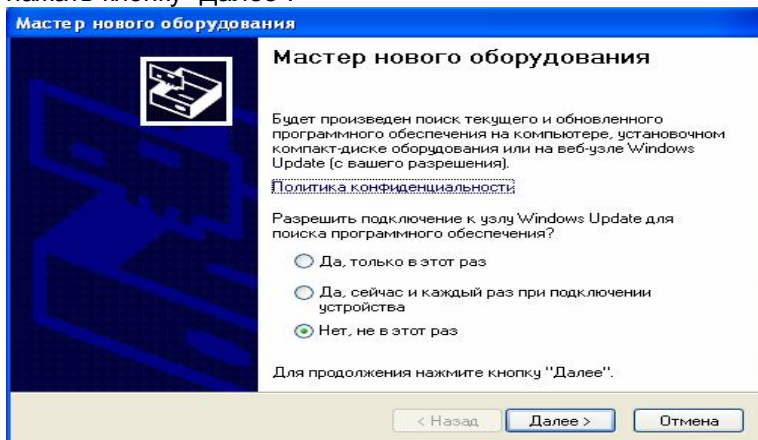 нажать кнопку "Далее".
Мастер нового оборудования
Мастер нового оборудования
Будет произведен поиск текущего и обновленного
программного обеспечения на компьютере, установочном
компакт-диске оборудования или на веб-узле Windows
Update (с вашего разрешения).
Политика конфиденциальности
Разрешить подключение к узлу Windows Update для
поиска программного обеспечения?
Да, только в этот раз
Да, сейчас и каждый раз при подключении
устройства
Нет, не в этот раз
Для продолжения нажмите кнопку "Далее".
< Назад Далее > Отмена